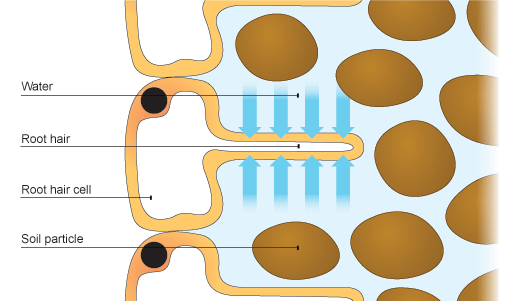 Water
Root hair
Root hair cell
Soil particle